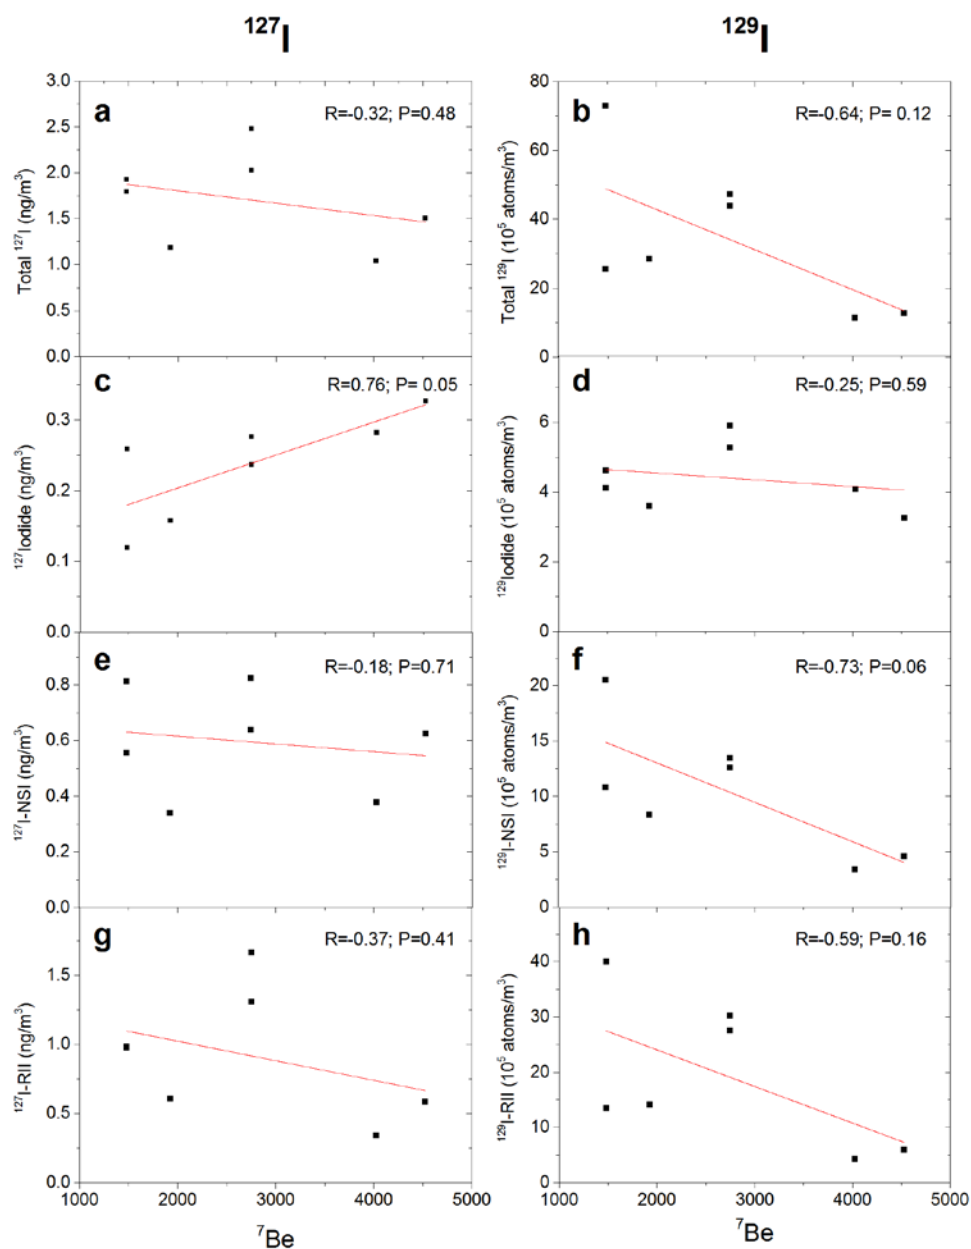 ¹²⁷I
¹²⁹I
a
R=-0.32; P=0.48
Total ¹²⁷I (ng/m³)
3.0
2.5
2.0
1.5
1.0
0.5
b
R=-0.64; P= 0.12
Total ¹²⁹I (10⁵ atoms/m³)
80
60
40
20
0
c
R=0.76; P= 0.05
¹²⁷Iodide (ng/m³)
0.3
0.2
0.1
0.0
d
R=-0.25; P=0.59
¹²⁹Iodide (10⁵ atoms/m³)
6
4
2
0
e
R=-0.18; P=0.71
¹²⁷I-NSI (ng/m³)
0.8
0.6
0.4
0.2
0.0
f
R=-0.73; P=0.06
¹²⁹I-NSI (10⁵ atoms/m³)
20
15
10
5
0
g
R=-0.37; P=0.41
¹²⁷I-RII (ng/m³)
1.5
1.0
0.5
0.0
1000 2000 3000 4000 5000
⁷Be
h
R=-0.59; P=0.16
¹²⁹I-RII (10⁵ atoms/m³)
40
30
20
10
0
1000 2000 3000 4000 5000
⁷Be